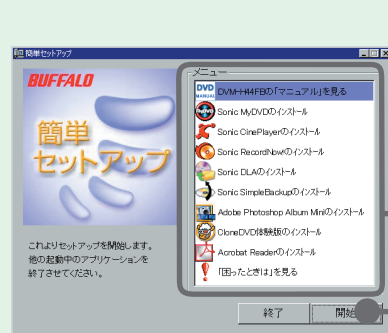 簡単セットアップ
メニュー
BUFFALO
簡単
セットアップ
これよりセットアップを開始します。
他の起動中のアプリケーションを
終了させてください。
DVD
MANUAL
DVM-H44FBの「マニュアル」を見る
Sonic MyDVDのインストール
Sonic CinePlayerのインストール
Sonic RecordNow!のインストール
Sonic DLAのインストール
Sonic SimpleBackupのインストール
Adobe Photoshop Album Miniのインストール
CloneDVD体験版のインストール
Acrobat Readerのインストール
「困ったときは」を見る
終了
開始